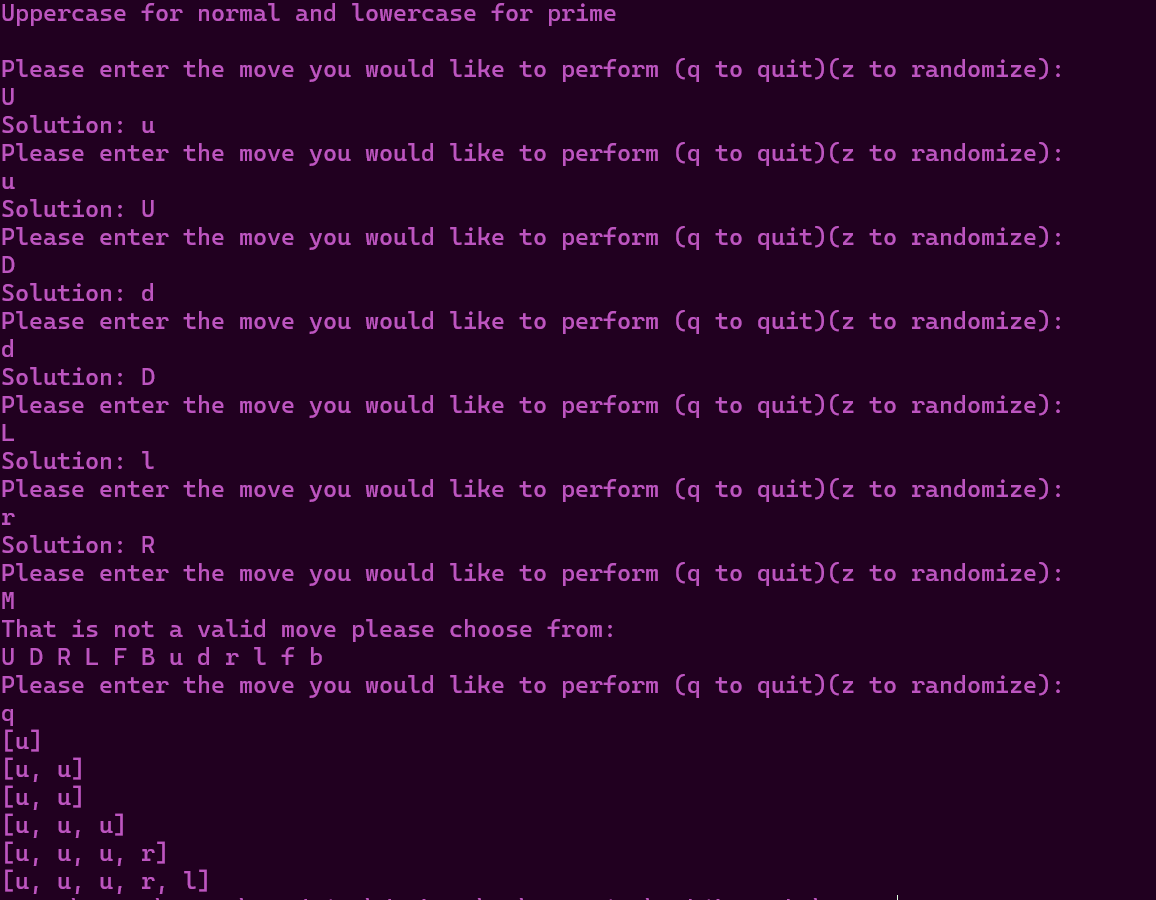 Uppercase for normal and lowercase for prime
Please enter the move you would like to perform (q to quit)(z to randomize):
U
Solution: u
Please enter the move you would like to perform (q to quit)(z to randomize):
u
Solution: U
Please enter the move you would like to perform (q to quit)(z to randomize):
D
Solution: d
Please enter the move you would like to perform (q to quit)(z to randomize):
d
Solution: D
Please enter the move you would like to perform (q to quit)(z to randomize):
L
Solution: l
Please enter the move you would like to perform (q to quit)(z to randomize):
r
Solution: R
Please enter the move you would like to perform (q to quit)(z to randomize):
M
That is not a valid move please choose from:
U D R L F B u d r l f b
Please enter the move you would like to perform (q to quit)(z to randomize):
q
[u]
[u, u]
[u, u]
[u, u, u]
[u, u, u, r]
[u, u, u, r, l]